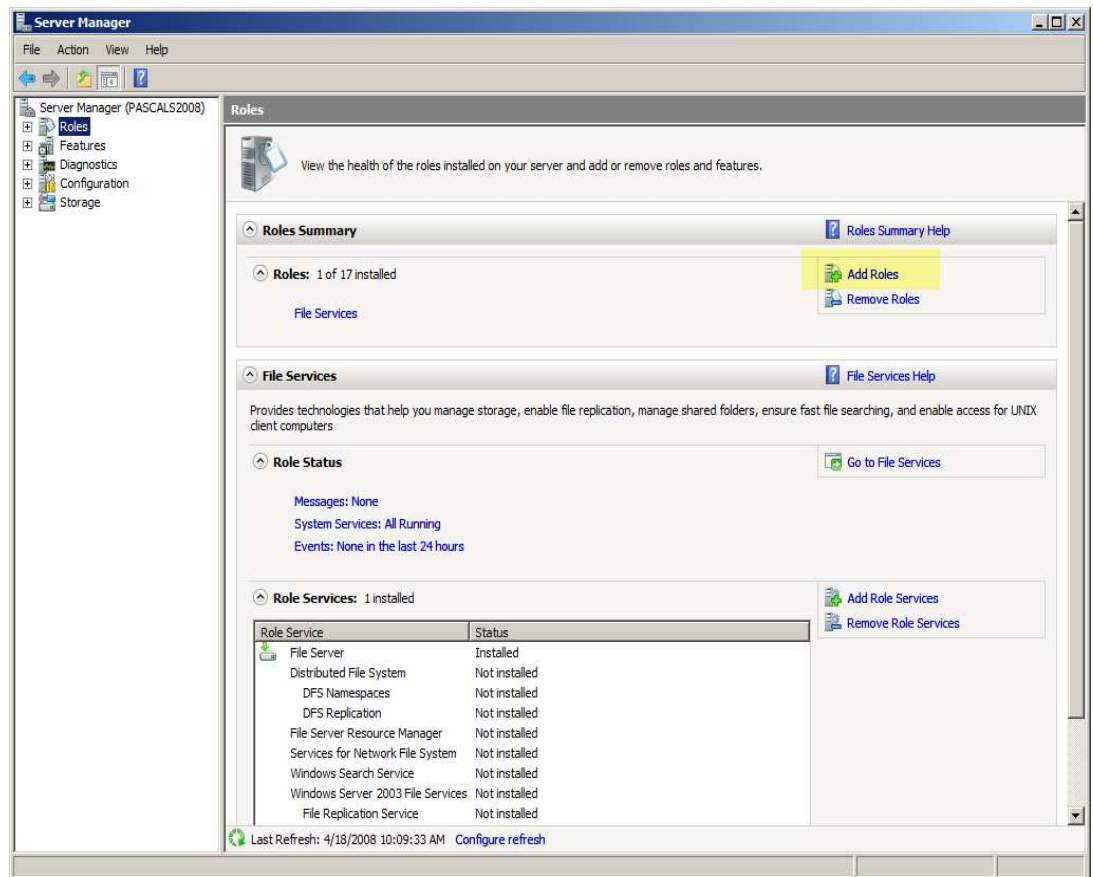 Server Manager
File Action View Help
Server Manager (PASCALS2008)
Roles
Features
Diagnostics
Configuration
Storage
Roles
View the health of the roles installed on your server and add or remove roles and features.
Roles Summary
Roles Summary Help
Roles: 1 of 17 installed
Add Roles
Remove Roles
File Services
File Services
File Services Help
Provides technologies that help you manage storage, enable file replication, manage shared folders, ensure fast file searching, and enable access for UNIX
client computers
Role Status
Go to File Services
Messages: None
System Services: All Running
Events: None in the last 24 hours
Role Services: 1 installed
Add Role Services
Remove Role Services
Role Service Status
File Server Installed
Distributed File System Not installed
DFS Namespaces Not installed
DFS Replication Not installed
File Server Resource Manager Not installed
Services for Network File System Not installed
Windows Search Service Not installed
Windows Server 2003 File Services Not installed
File Replication Service Not installed
Last Refresh: 4/18/2008 10:09:33 AM Configure refresh